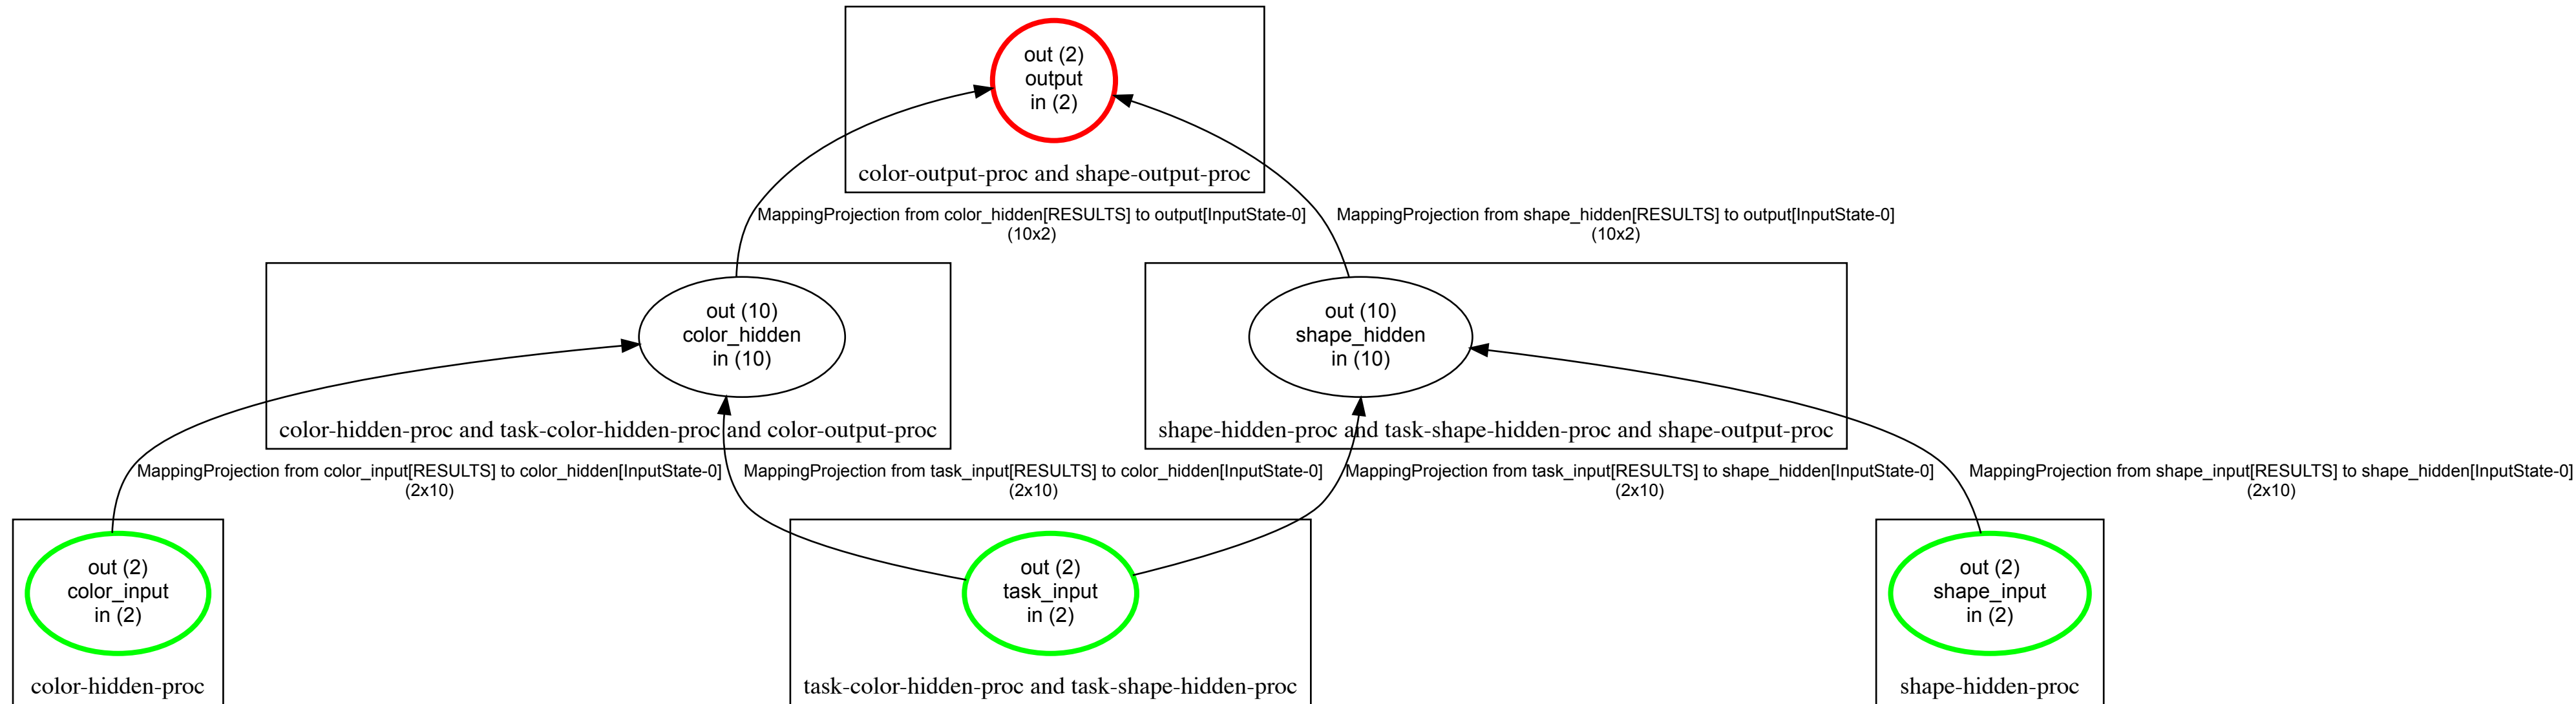 out (2)
output
in (2)
color-output-proc and shape-output-proc
MappingProjection from color_hidden[RESULTS] to output[InputState-0]
(10x2)
MappingProjection from shape_hidden[RESULTS] to output[InputState-0]
(10x2)
out (10)
color_hidden
in (10)
color-hidden-proc and task-color-hidden-proc and color-output-proc
out (10)
shape_hidden
in (10)
shape-hidden-proc and task-shape-hidden-proc and shape-output-proc
MappingProjection from color_input[RESULTS] to color_hidden[InputState-0]
(2x10)
MappingProjection from task_input[RESULTS] to color_hidden[InputState-0]
(2x10)
MappingProjection from task_input[RESULTS] to shape_hidden[InputState-0]
(2x10)
MappingProjection from shape_input[RESULTS] to shape_hidden[InputState-0]
(2x10)
out (2)
color_input
in (2)
color-hidden-proc
out (2)
task_input
in (2)
task-color-hidden-proc and task-shape-hidden-proc
out (2)
shape_input
in (2)
shape-hidden-proc